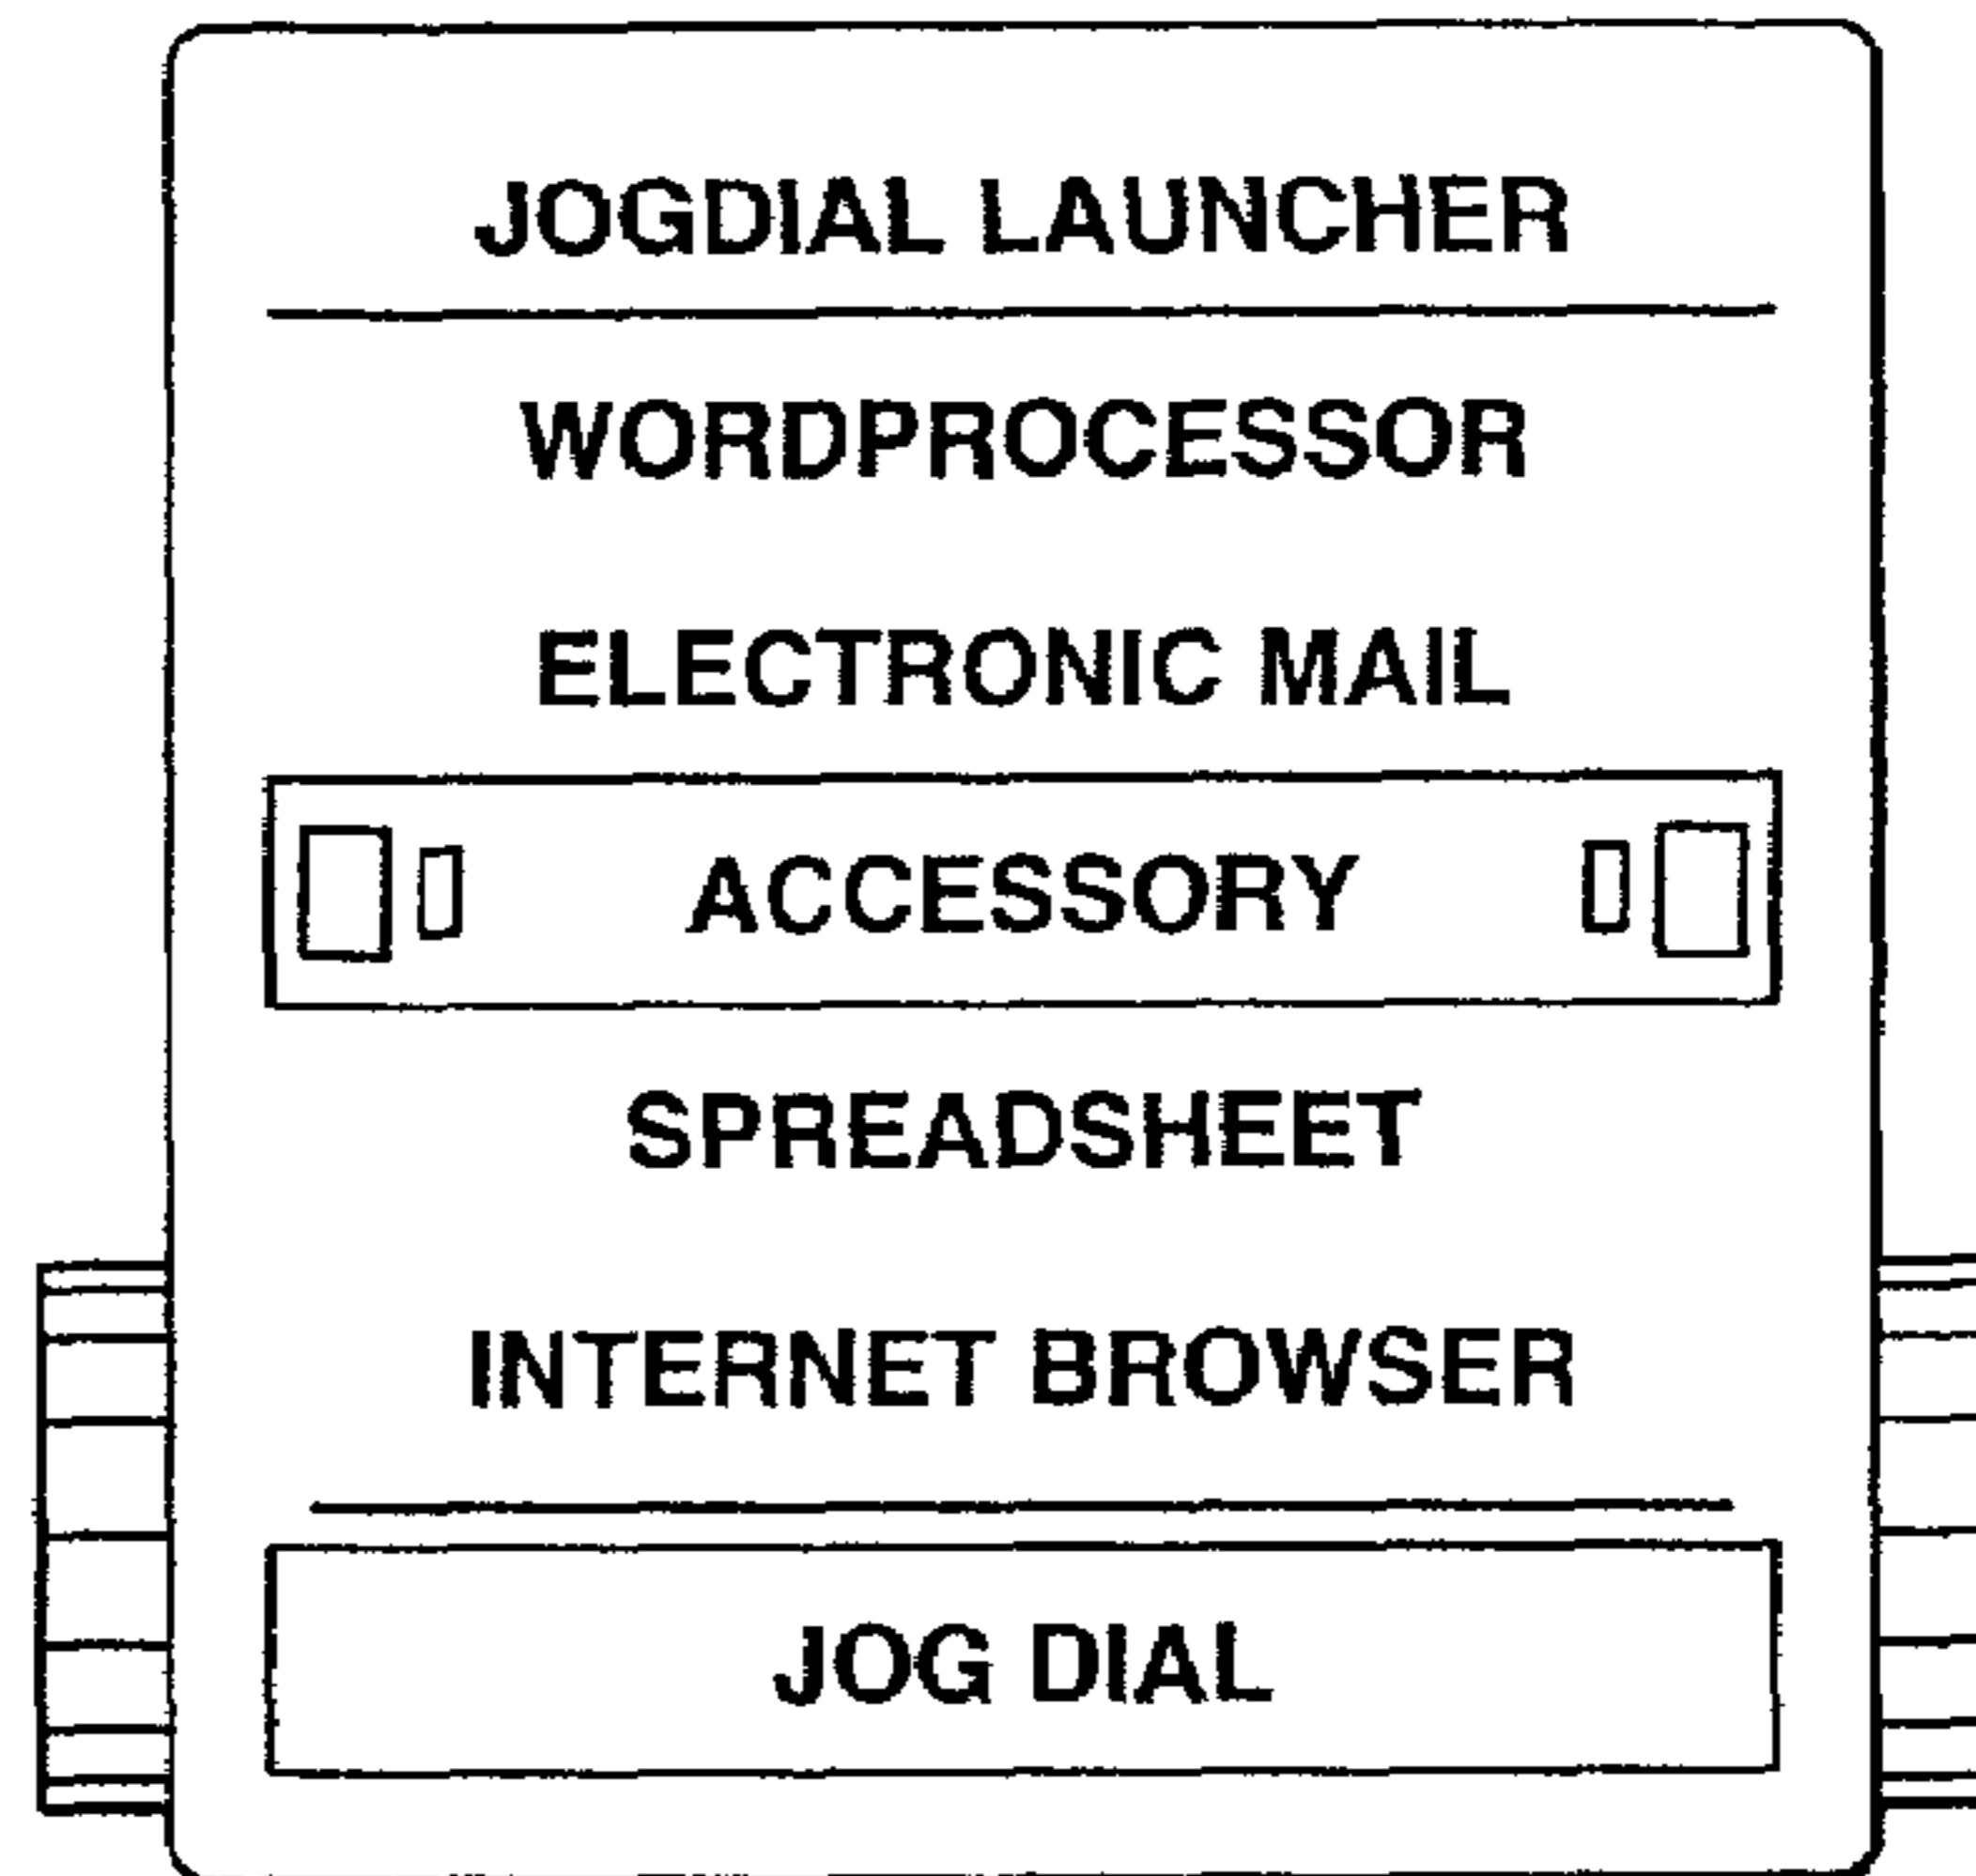 JOGDIAL LAUNCHER
WORDPROCESSOR
ELECTRONIC MAIL
ACCESSORY
SPREADSHEET
INTERNET BROWSER
JOG DIAL